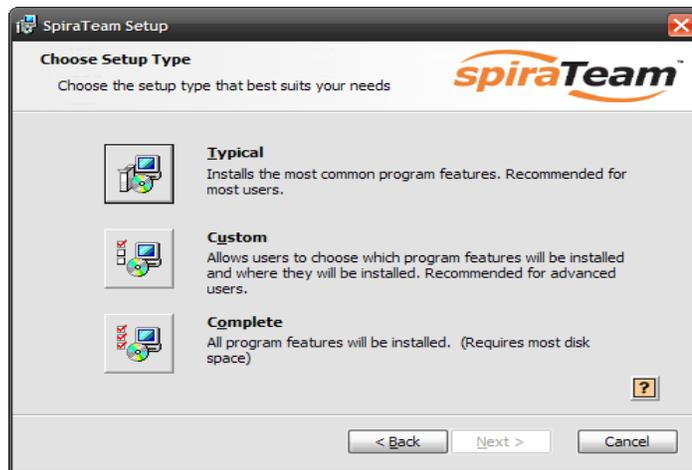 SpiraTeam Setup
Choose Setup Type
Choose the setup type that best suits your needs
spiraTeam™
Typical
Installs the most common program features. Recommended for
most users.
Custom
Allows users to choose which program features will be installed
and where they will be installed. Recommended for advanced
users.
Complete
All program features will be installed. (Requires most disk
space)
?
< Back
Next >
Cancel